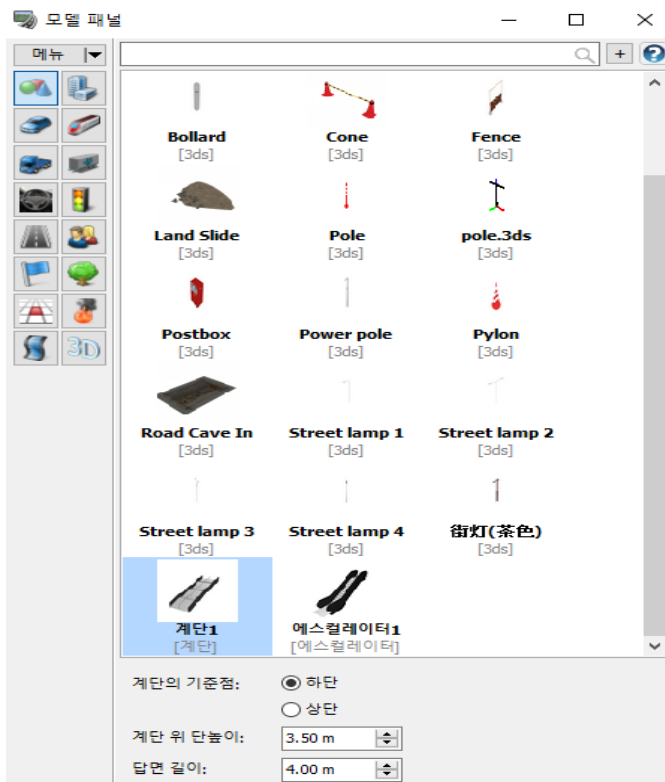 모델 패널
메뉴
+
?
Bollard Cone Fence
[3ds] [3ds] [3ds]
Land Slide Pole pole.3ds
[3ds] [3ds] [3ds]
Postbox Power pole Pylon
[3ds] [3ds] [3ds]
Road Cave In Street lamp 1 Street lamp 2
[3ds] [3ds] [3ds]
Street lamp 3 Street lamp 4 街灯(茶色)
[3ds] [3ds] [3ds]
계단1 에스컬레이터1
[계단] [에스컬레이터]
계단의 기준점: 하단
상단
계단 위 단높이: 3.50 m
답면 길이: 4.00 m
3D